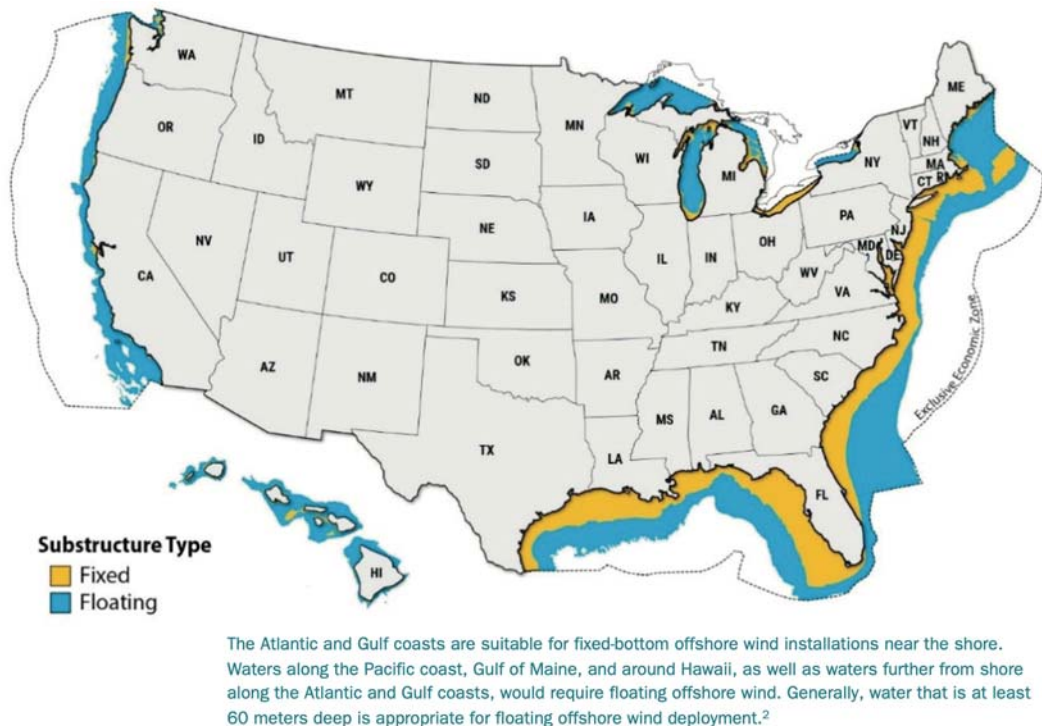 WA
MT
ND
ME
OR
ID
MN
VT
NH
SD
WI
NY
MA
WY
MI
CT
RI
IA
PA
NE
NJ
NV
OH
MD
DE
UT
IL
IN
CA
CO
WV
VA
KS
MO
KY
NC
TN
AZ
NM
OK
AR
SC
Exclusive Economic Zone
MS
AL
GA
TX
LA
FL
HI
Substructure Type
Fixed
Floating
The Atlantic and Gulf coasts are suitable for fixed-bottom offshore wind installations near the shore.
Waters along the Pacific coast, Gulf of Maine, and around Hawaii, as well as waters further from shore
along the Atlantic and Gulf coasts, would require floating offshore wind. Generally, water that is at least
60 meters deep is appropriate for floating offshore wind deployment.²